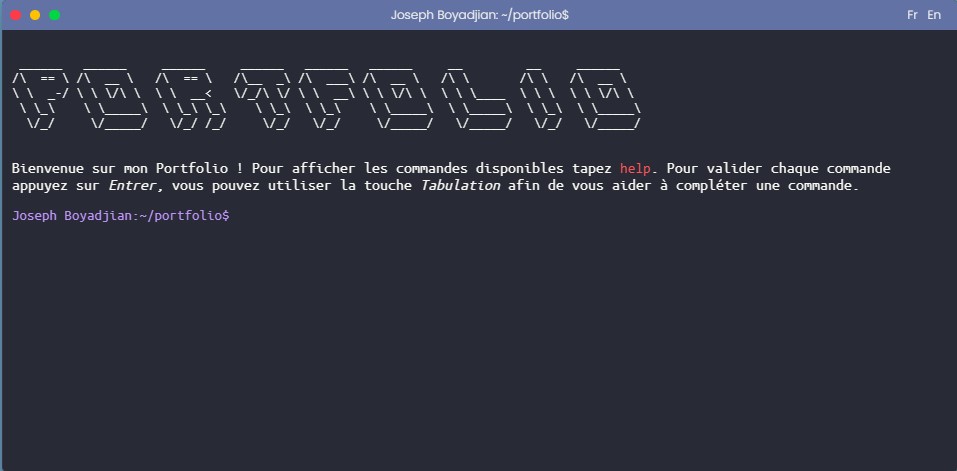 Joseph Boyadjian: ~/portfolio$
Fr En
PORTFOLIO
Bienvenue sur mon Portfolio ! Pour afficher les commandes disponibles tapez help. Pour valider chaque commande
appuyez sur Entrer, vous pouvez utiliser la touche Tabulation afin de vous aider à compléter une commande.
Joseph Boyadjian:~/portfolio$